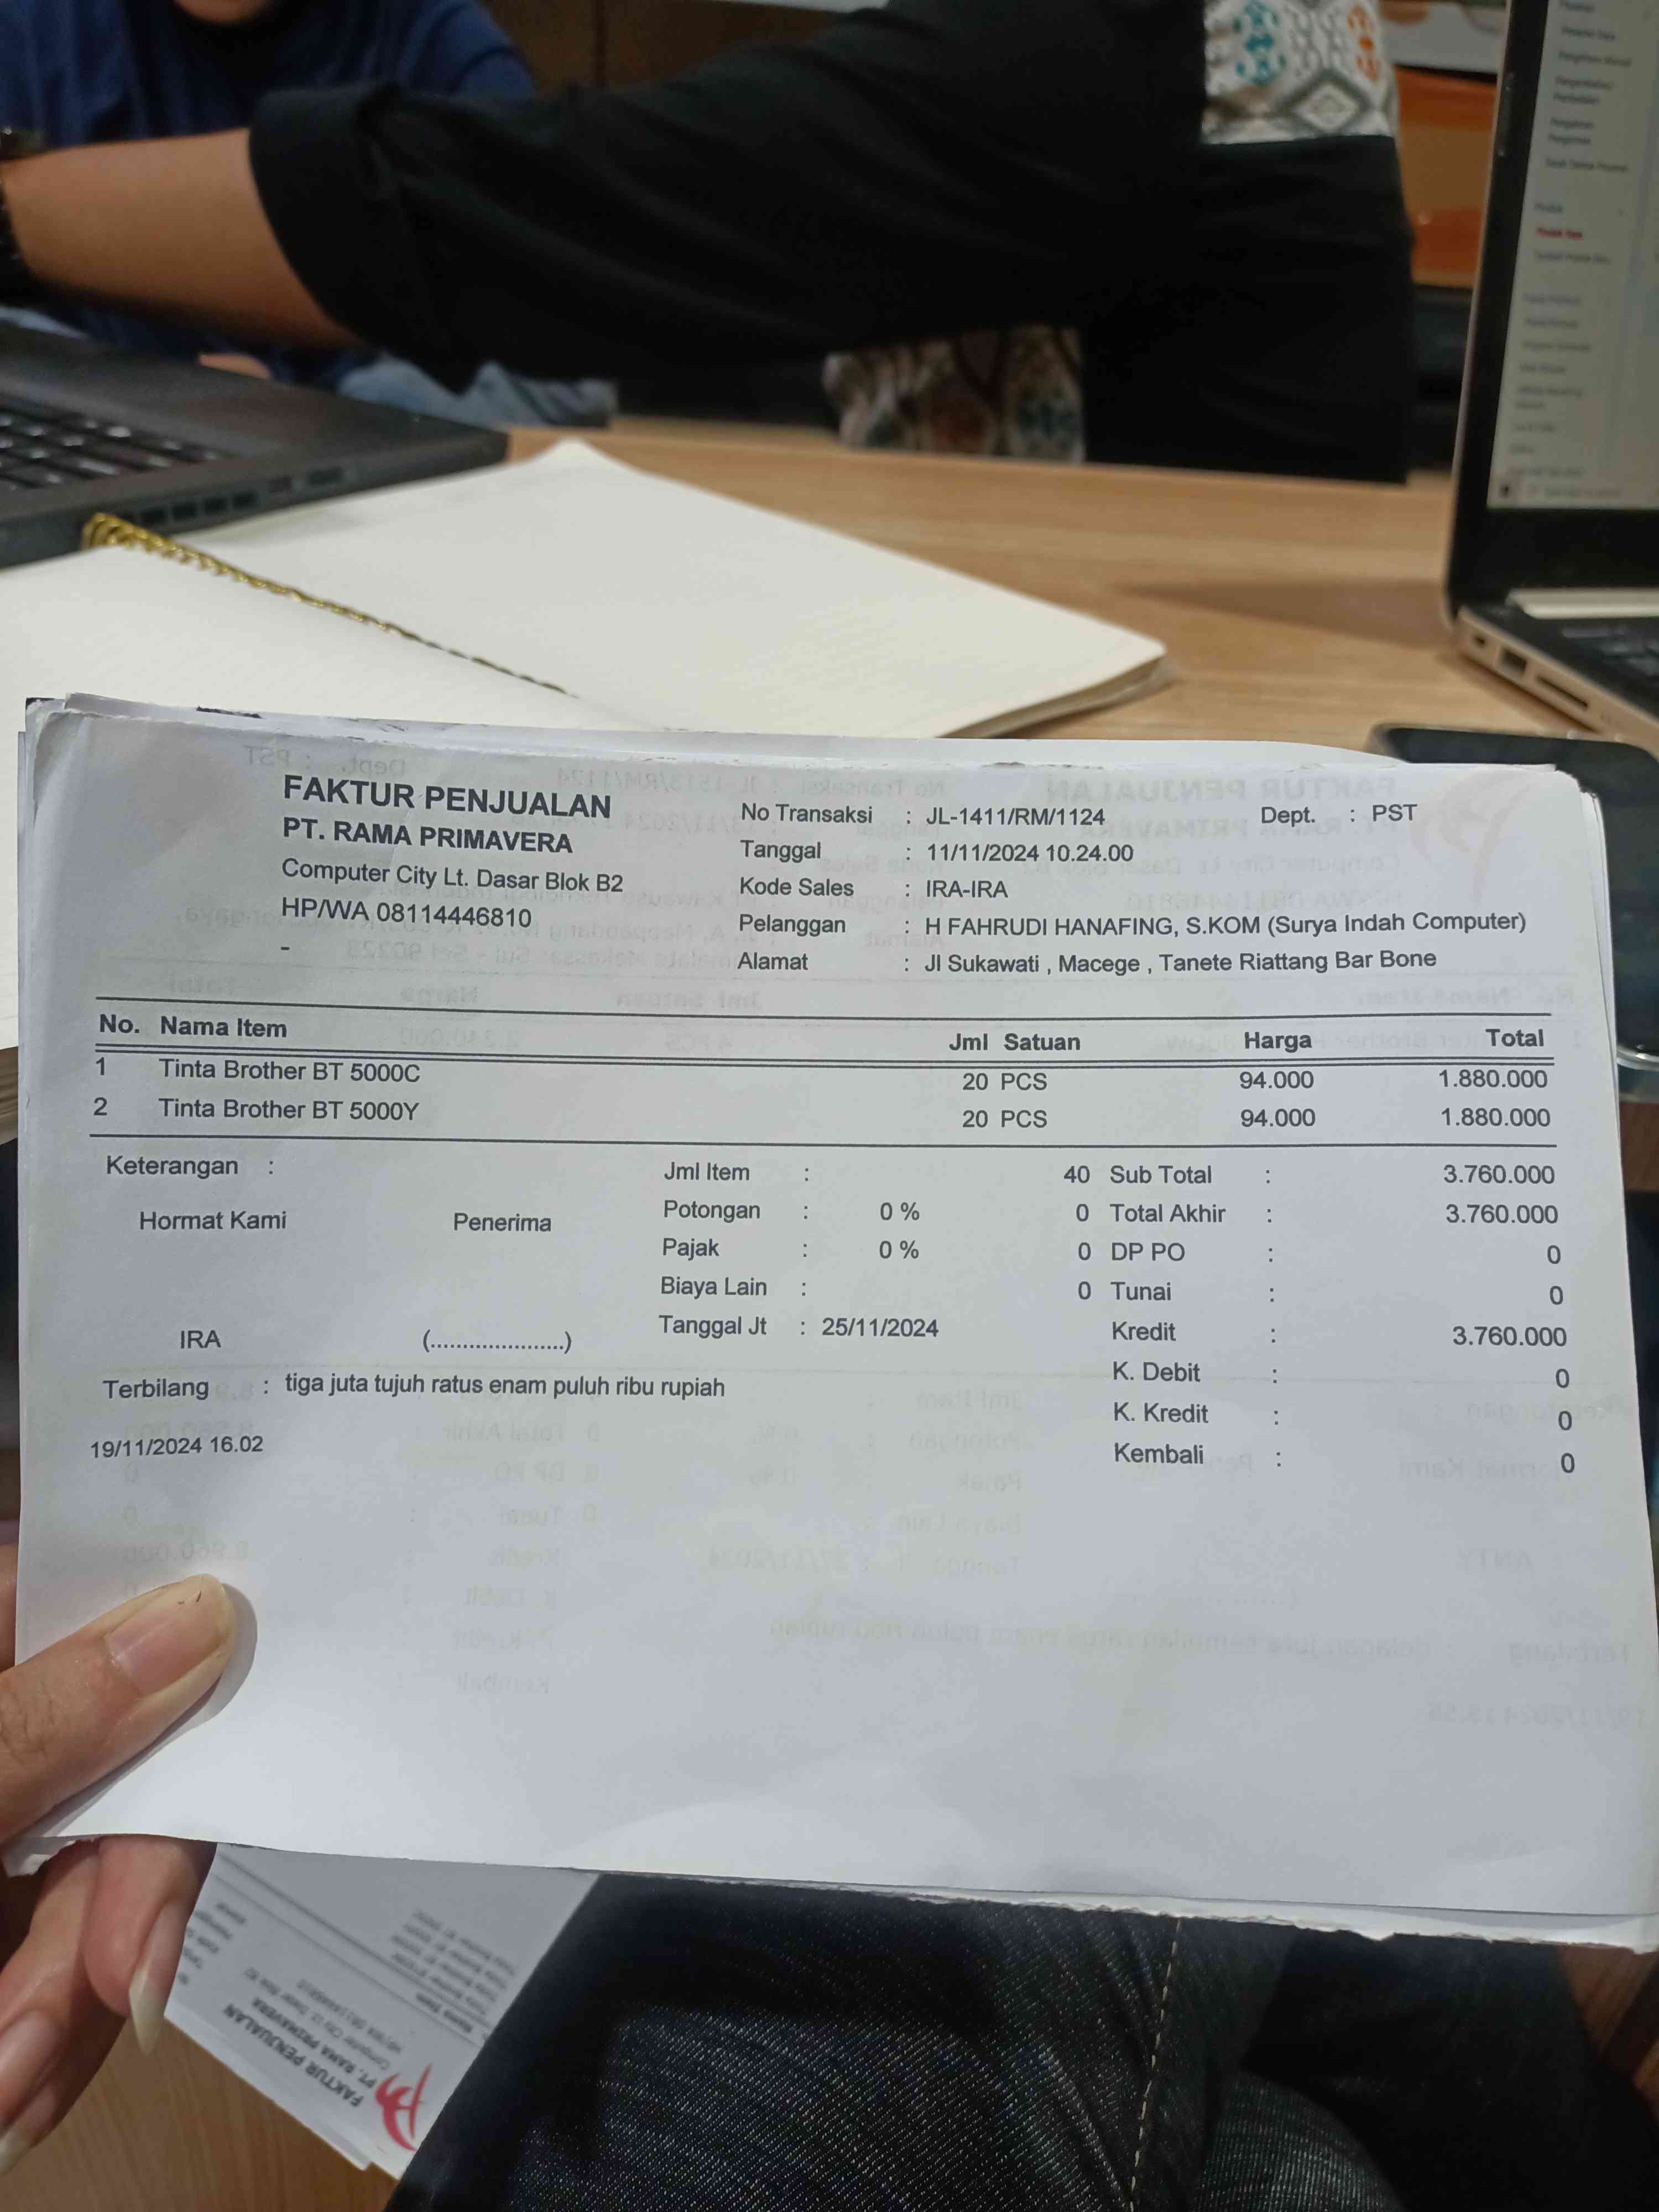 FAKTUR PENJUALAN
PT. RAMA PRIMAVERA
Computer City Lt. Dasar Blok B2
HP/WA 08114446810
-
No Transaksi : JL-1411/RM/1124 Dept. : PST
Tanggal : 11/11/2024 10.24.00
Kode Sales : IRA-IRA
Pelanggan : H FAHRUDI HANAFING, S.KOM (Surya Indah Computer)
Alamat : Jl Sukawati , Macege , Tanete Riattang Bar Bone
No. Nama Item Jml Satuan Harga Total
1 Tinta Brother BT 5000C 20 PCS 94.000 1.880.000
2 Tinta Brother BT 5000Y 20 PCS 94.000 1.880.000
Keterangan :
Hormat Kami Penerima
IRA (......................)
Jml Item : 40
Potongan : 0 % 0
Pajak : 0 % 0
Biaya Lain : 0
Tanggal Jt : 25/11/2024
Sub Total : 3.760.000
Total Akhir : 3.760.000
DP PO : 0
Tunai : 0
Kredit : 3.760.000
K. Debit : 0
K. Kredit : 0
Kembali : 0
Terbilang : tiga juta tujuh ratus enam puluh ribu rupiah
19/11/2024 16.02
FAKTUR PENJUALAN
PT. RAMA PRIMAVERA